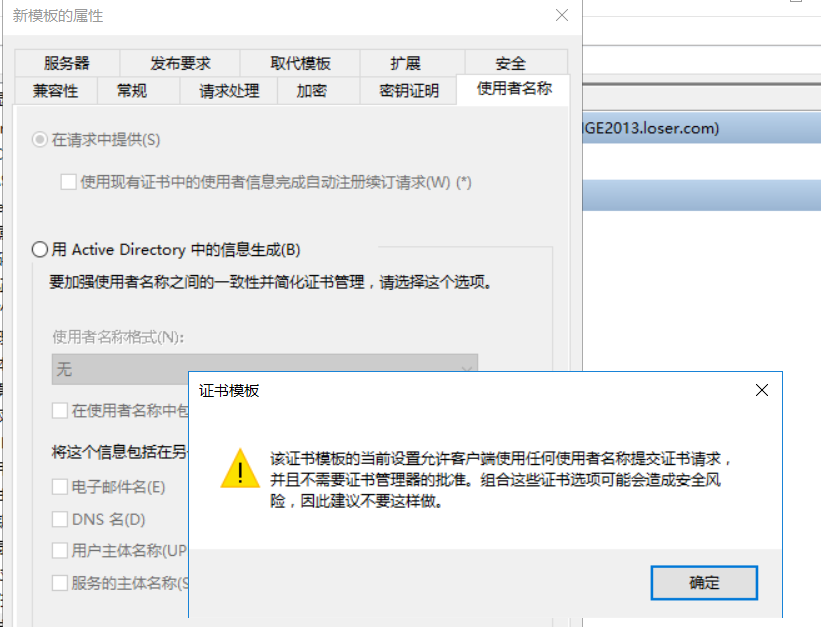 新模板的属性
服务器 发布要求 取代模板 扩展 安全
兼容性 常规 请求处理 加密 密钥证明 使用者名称
在请求中提供(S)
使用现有证书中的使用者信息完成自动注册续订请求(W) (*)
用 Active Directory 中的信息生成(B)
要加强使用者名称之间的一致性并简化证书管理，请选择这个选项。
使用者名称格式(N):
无
在使用者名称中包
将这个信息包括在另
电子邮件名(E)
DNS 名(D)
用户主体名称(UP
服务的主体名称(S
GE2013.loser.com)
证书模板
该证书模板的当前设置允许客户端使用任何使用者名称提交证书请求，
并且不需要证书管理器的批准。组合这些证书选项可能会造成安全风
险，因此建议不要这样做。
确定